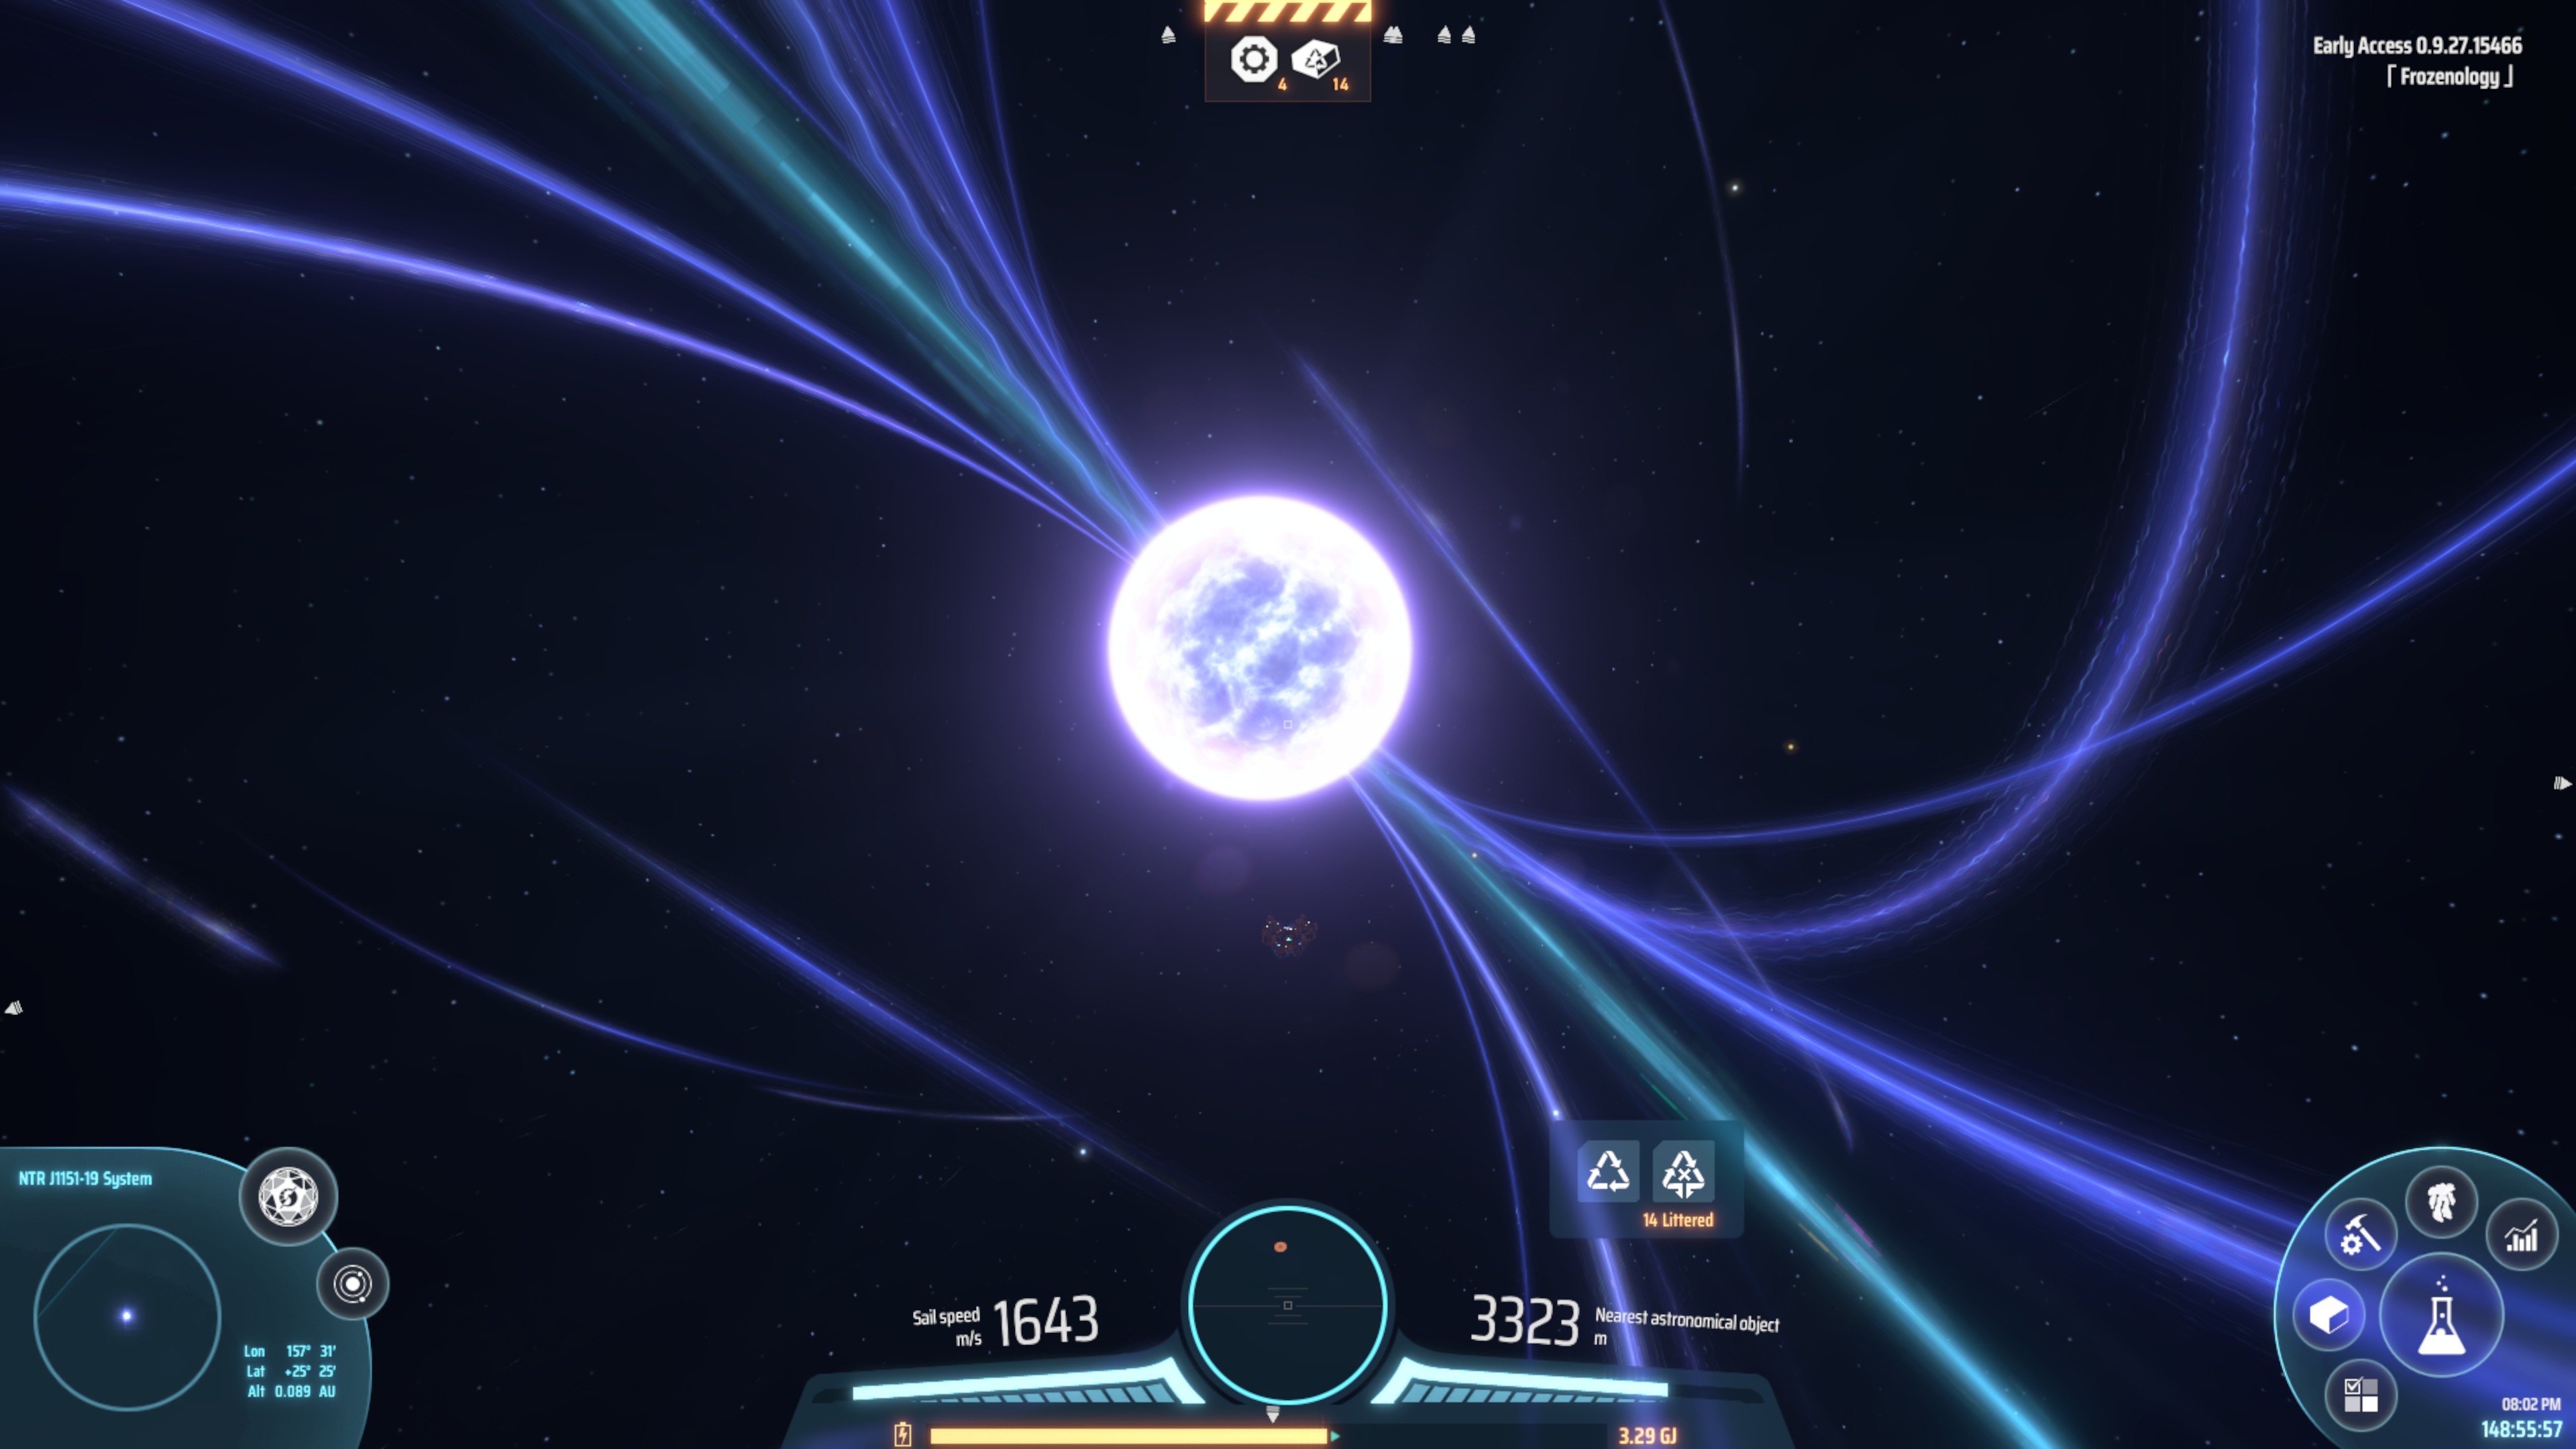 Early Access 0.9.27.15466
「 Frozenology 」
4 14
NTR J1151-19 System
Lon 157° 31'
Lat +25° 25'
Alt 0.089 AU
Sail speed
m/s 1643
3323 Nearest astronomical object
m
14 Littered
3.29 GJ
08:02 PM
148:55:57